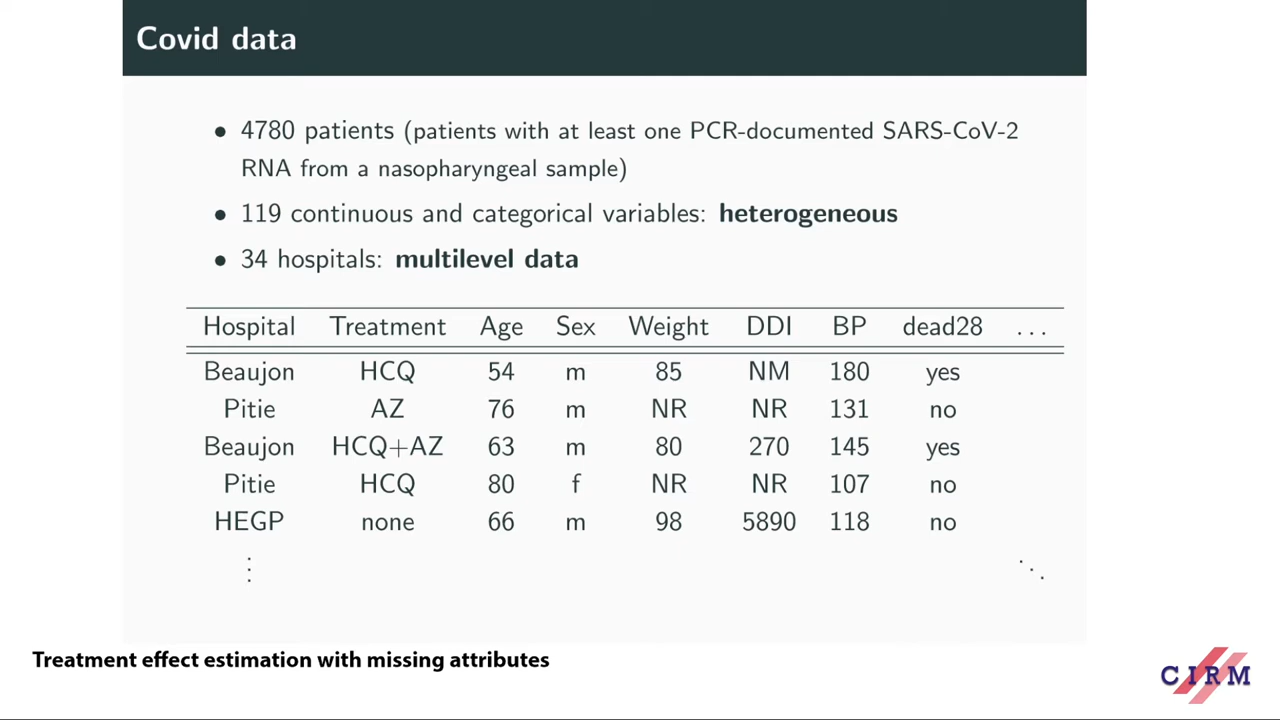 Covid data
• 4780 patients (patients with at least one PCR-documented SARS-CoV-2
RNA from a nasopharyngeal sample)
• 119 continuous and categorical variables: heterogeneous
• 34 hospitals: multilevel data
Hospital Treatment Age Sex Weight DDI BP dead28 ...
Beaujon HCQ 54 m 85 NM 180 yes
Pitie AZ 76 m NR NR 131 no
Beaujon HCQ+AZ 63 m 80 270 145 yes
Pitie HCQ 80 f NR NR 107 no
HEGP none 66 m 98 5890 118 no
⋮ ⋱
Treatment effect estimation with missing attributes
CIRM